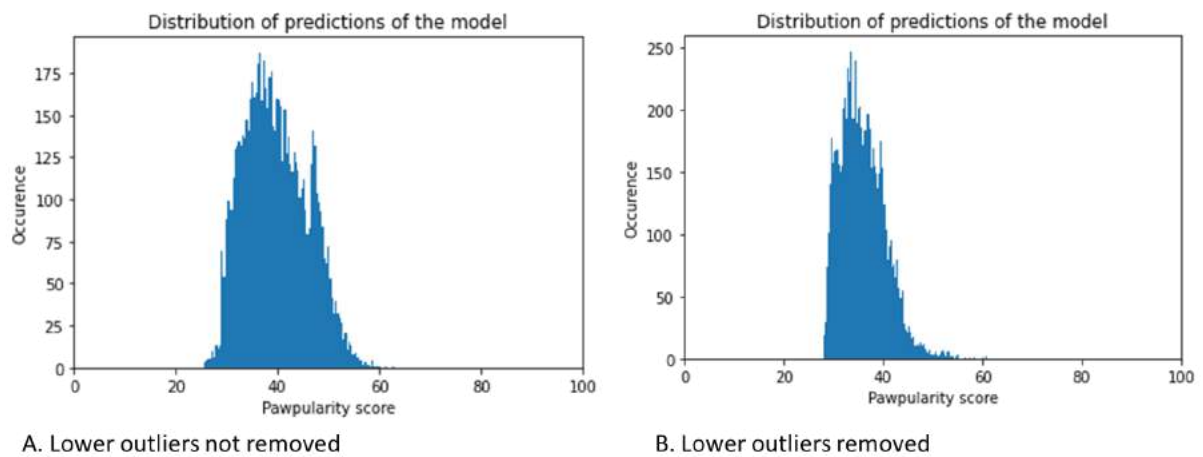 Distribution of predictions of the model
175
150
125
100
75
50
25
0
Occurence
0 20 40 60 80 100
Pawpularity score
A. Lower outliers not removed
Distribution of predictions of the model
250
200
150
100
50
0
Occurence
0 20 40 60 80 100
Pawpularity score
B. Lower outliers removed